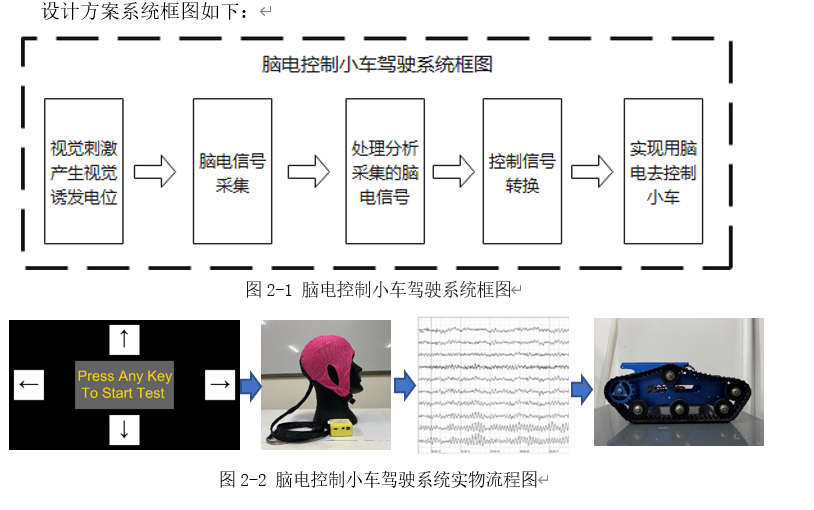 设计方案系统框图如下：
脑电控制小车驾驶系统框图
视觉刺激
产生视觉
诱发电位
脑电信号
采集
处理分析
采集的脑
电信号
控制信号
转换
实现用脑
电去控制
小车
图2-1 脑电控制小车驾驶系统框图
Press Any Key
To Start Test
图2-2 脑电控制小车驾驶系统实物流程图